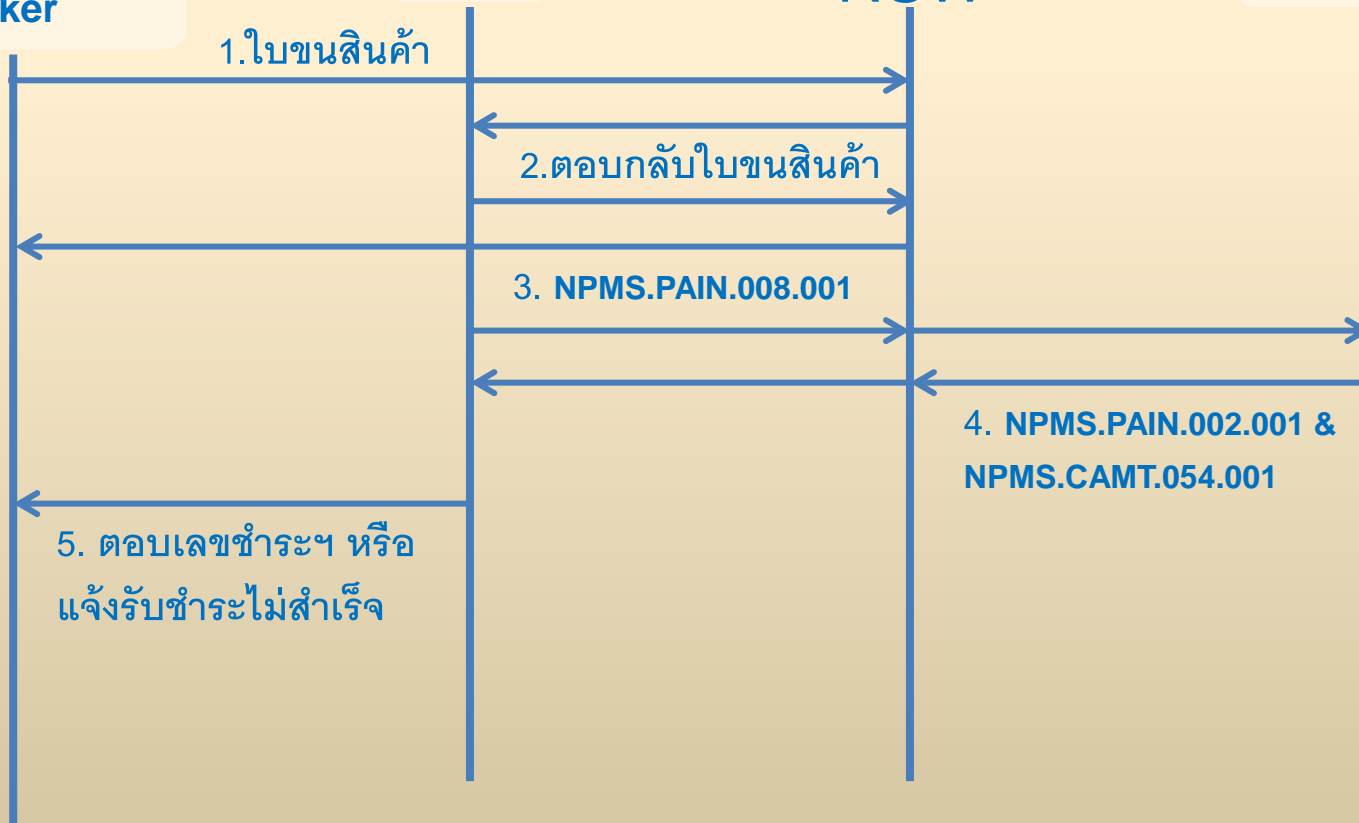 ker
1.ใบขนสินค้า
2.ตอบกลับใบขนสินค้า
3. NPMS.PAIN.008.001
4. NPMS.PAIN.002.001 &
NPMS.CAMT.054.001
5. ตอบเลขชำระฯ หรือ
แจ้งรับชำระไม่สำเร็จ